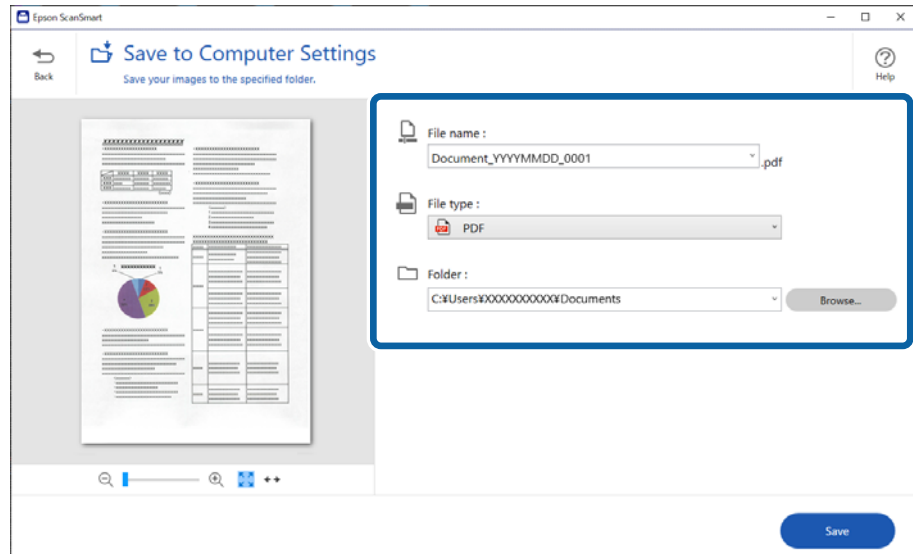 Epson ScanSmart
Back
Save to Computer Settings
Save your images to the specified folder.
Help
File name :
Document_YYYYMMDD_0001 .pdf
File type :
PDF
Folder :
C:¥Users¥XXXXXXXXXX¥Documents
Browse...
Save